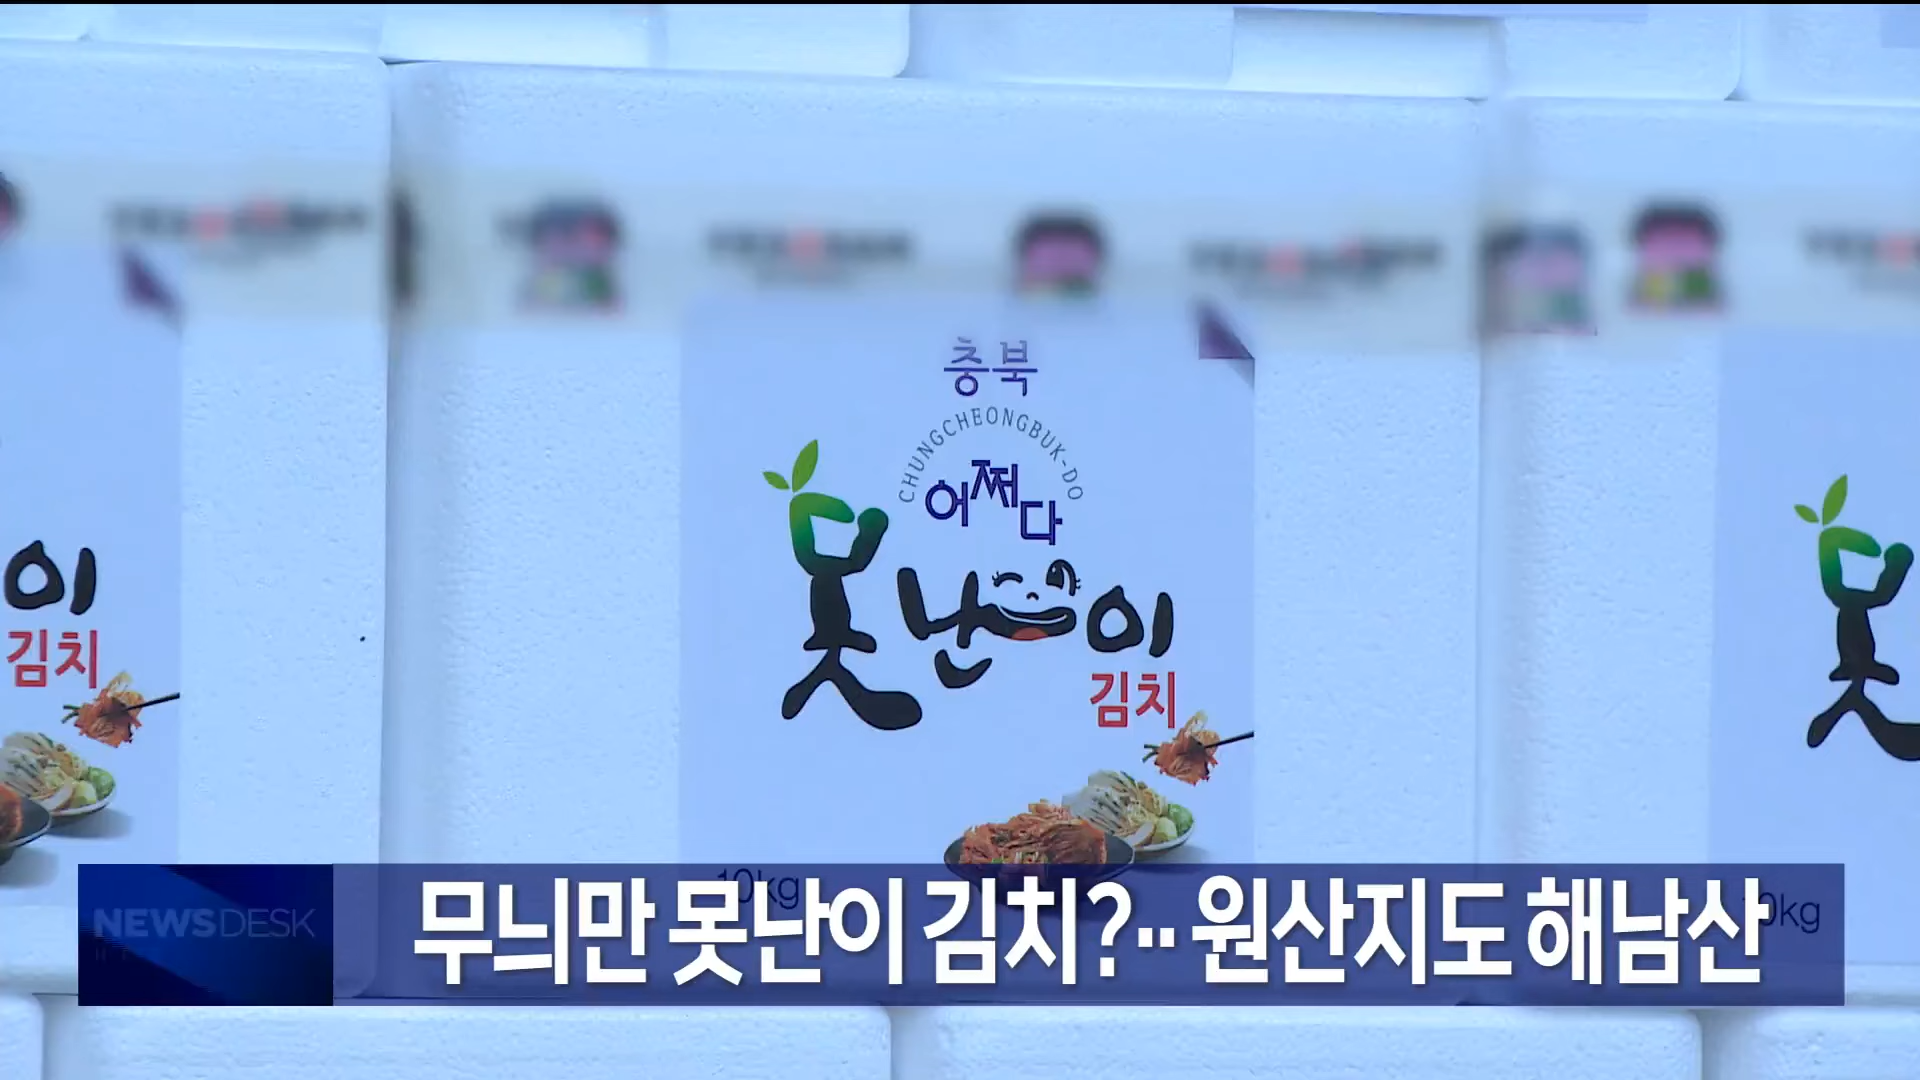 충북
CHUNGCHEONGBUK-DO
어쩌다
못난이
이
못
김치
김치
10kg
0kg
NEWSDESK
무늬만 못난이 김치?··원산지도 해남산